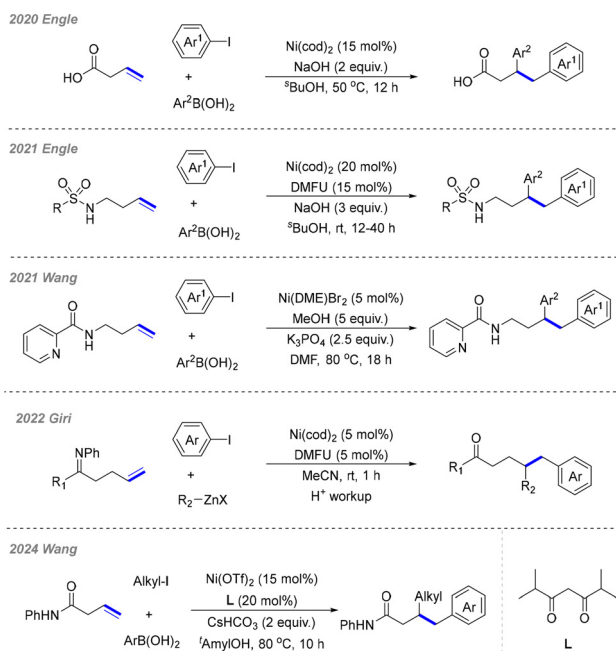 2020 Engle
O
HO
Ar¹
I
+
Ar²B(OH)₂
Ni(cod)₂ (15 mol%)
NaOH (2 equiv.)
ˢBuOH, 50 °C, 12 h
O
HO
Ar²
Ar¹
2021 Engle
O
O
S
R
N
H
Ar¹
I
+
Ar²B(OH)₂
Ni(cod)₂ (20 mol%)
DMFU (15 mol%)
NaOH (3 equiv.)
ˢBuOH, rt, 12-40 h
O
O
S
R
N
H
Ar²
Ar¹
2021 Wang
O
N
H
N
Ar¹
I
+
Ar²B(OH)₂
Ni(DME)Br₂ (5 mol%)
MeOH (5 equiv.)
K₃PO₄ (2.5 equiv.)
DMF, 80 °C, 18 h
O
N
H
N
Ar²
Ar¹
2022 Giri
NPh
R₁
Ar
I
+
R₂–ZnX
Ni(cod)₂ (5 mol%)
DMFU (5 mol%)
MeCN, rt, 1 h
H⁺ workup
O
R₁
R₂
Ar
2024 Wang
O
PhHN
Alkyl-I
+
ArB(OH)₂
Ni(OTf)₂ (15 mol%)
L (20 mol%)
CsHCO₃ (2 equiv.)
ᵗAmylOH, 80 °C, 10 h
O
PhHN
Alkyl
Ar
O
O
L